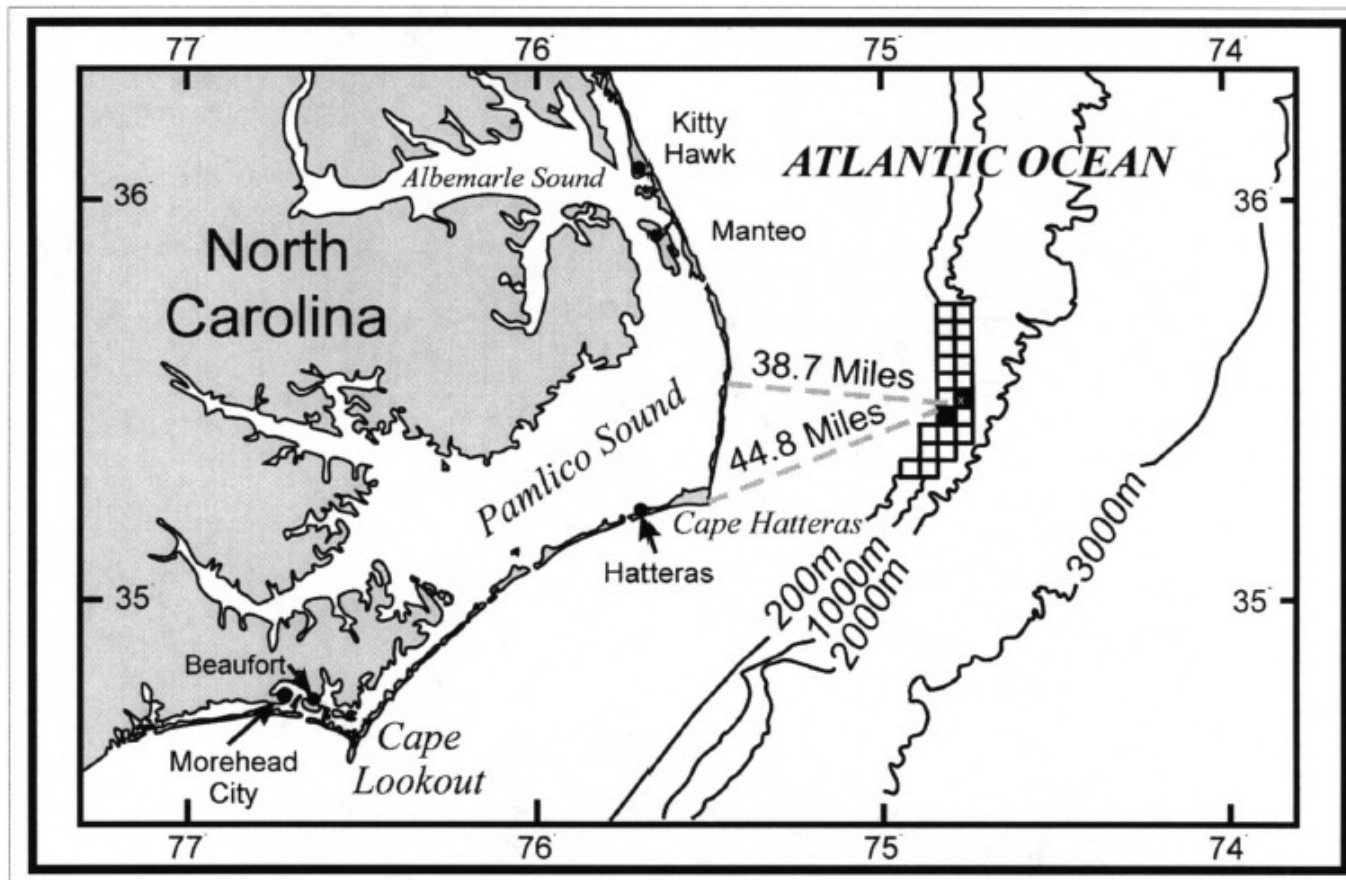 77°
76°
75°
74°
Kitty
Hawk
ATLANTIC OCEAN
Albemarle Sound
36°
36°
North
Carolina
Manteo
38.7 Miles
x
44.8 Miles
Pamlico Sound
Cape Hatteras
Hatteras
200m
1000m
2000m
3000m
35°
35°
Beaufort
Cape
Lookout
Morehead
City
77°
76°
75°
74°